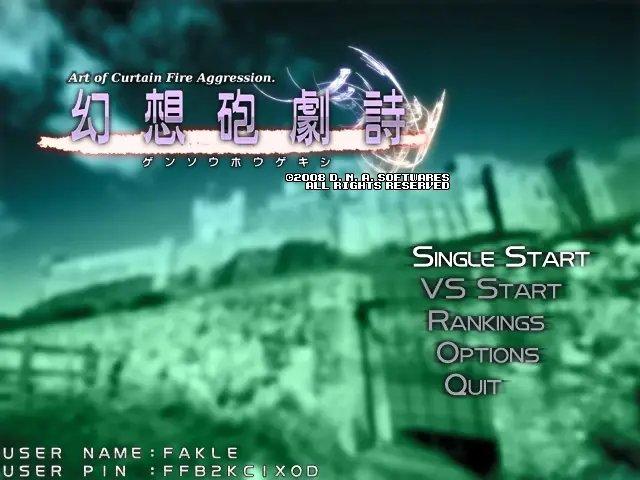 Art of Curtain Fire Aggression.
幻想砲劇詩
ゲンソウホウゲキシ
©2008 D. N. A. SOFTWARES
ALL RIGHTS RESERVED
Single Start
VS Start
Rankings
Options
Quit
USER NAME:FAKLE
USER PIN :FFB2KCIXOD